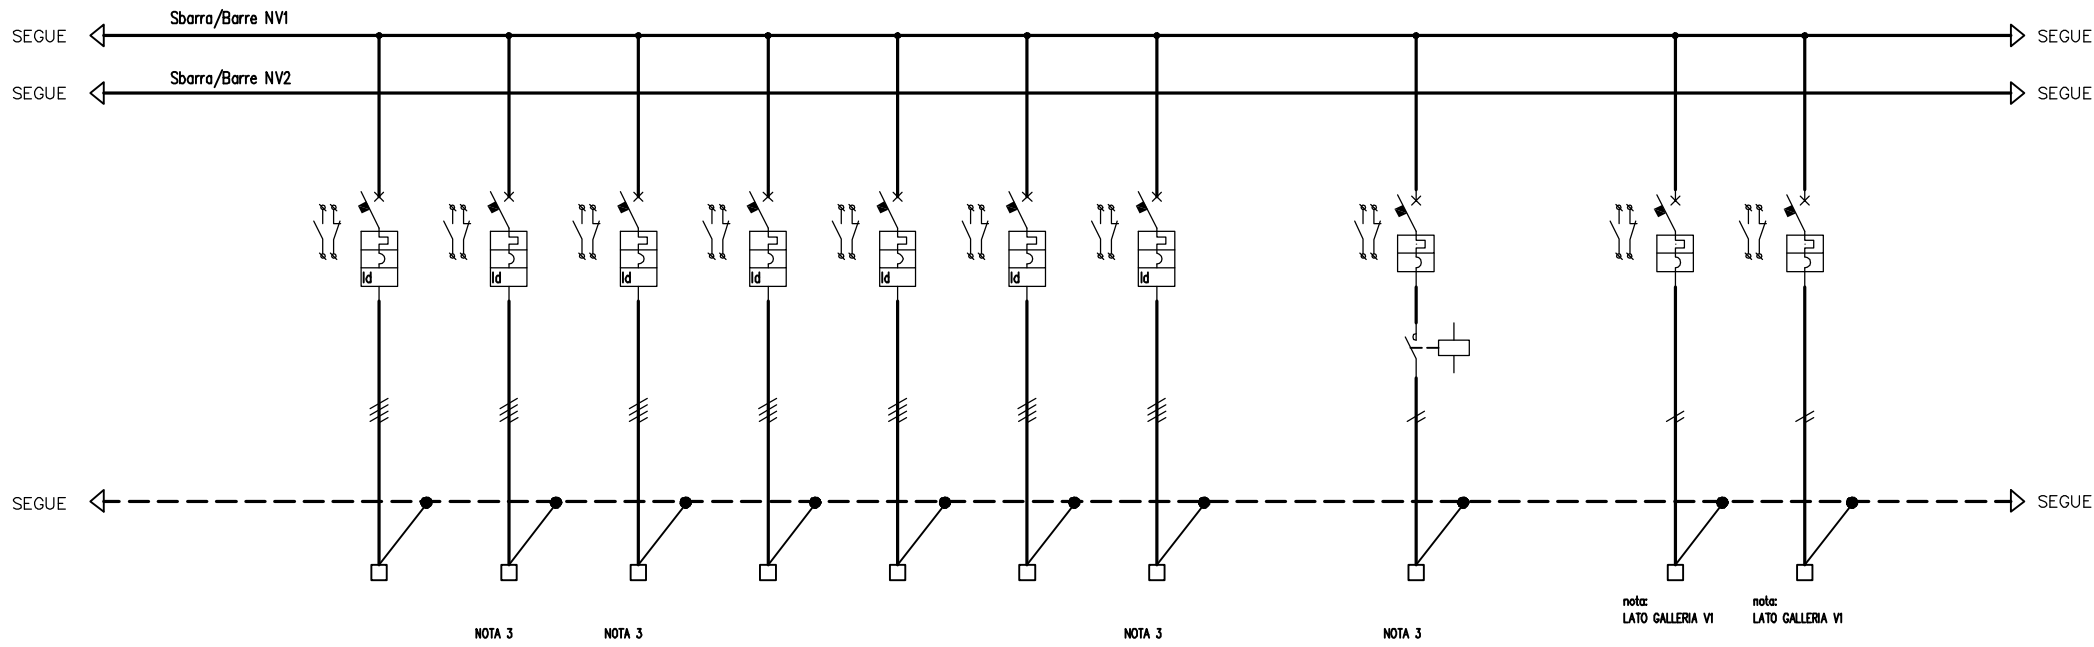 Sbarra/Barre NV1
SEGUE SEGUE
Sbarra/Barre NV2
SEGUE SEGUE
Id Id Id Id Id Id Id
SEGUE SEGUE
nota: nota:
LATO GALLERIA V1 LATO GALLERIA V1
NOTA 3 NOTA 3 NOTA 3 NOTA 3